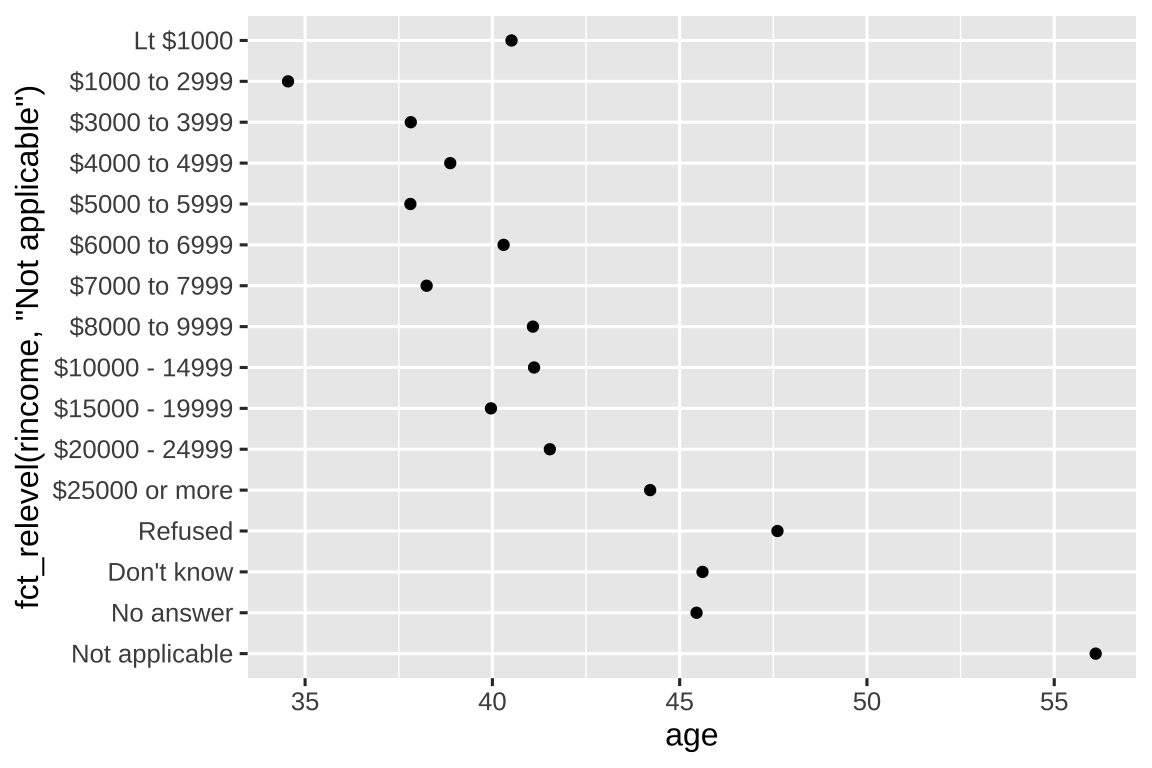 fct_relevel(rincome, "Not applicable")
Lt $1000
$1000 to 2999
$3000 to 3999
$4000 to 4999
$5000 to 5999
$6000 to 6999
$7000 to 7999
$8000 to 9999
$10000 - 14999
$15000 - 19999
$20000 - 24999
$25000 or more
Refused
Don't know
No answer
Not applicable
35 40 45 50 55
age